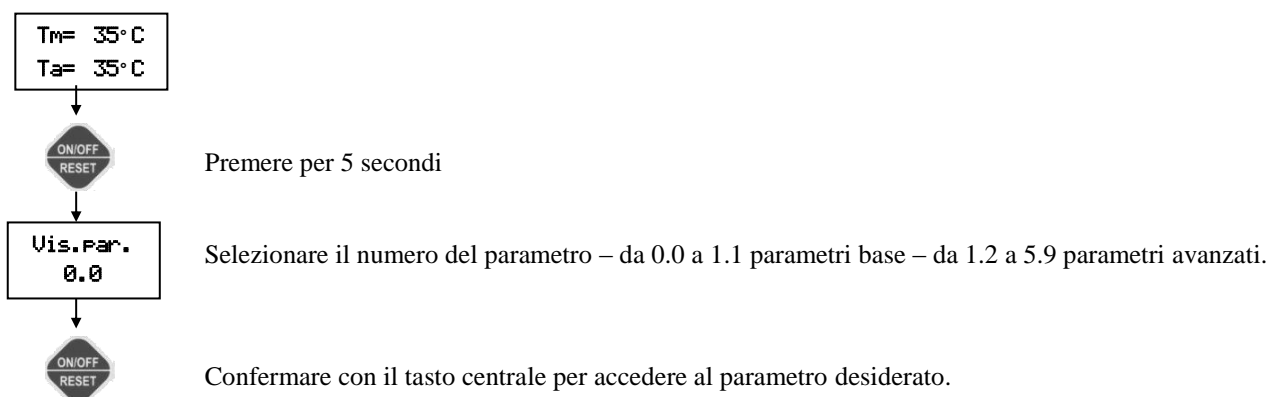 Tm= 35°C
Ta= 35°C
ON/OFF
RESET
Premere per 5 secondi
Vis.par.
0.0
Selezionare il numero del parametro – da 0.0 a 1.1 parametri base – da 1.2 a 5.9 parametri avanzati.
ON/OFF
RESET
Confermare con il tasto centrale per accedere al parametro desiderato.